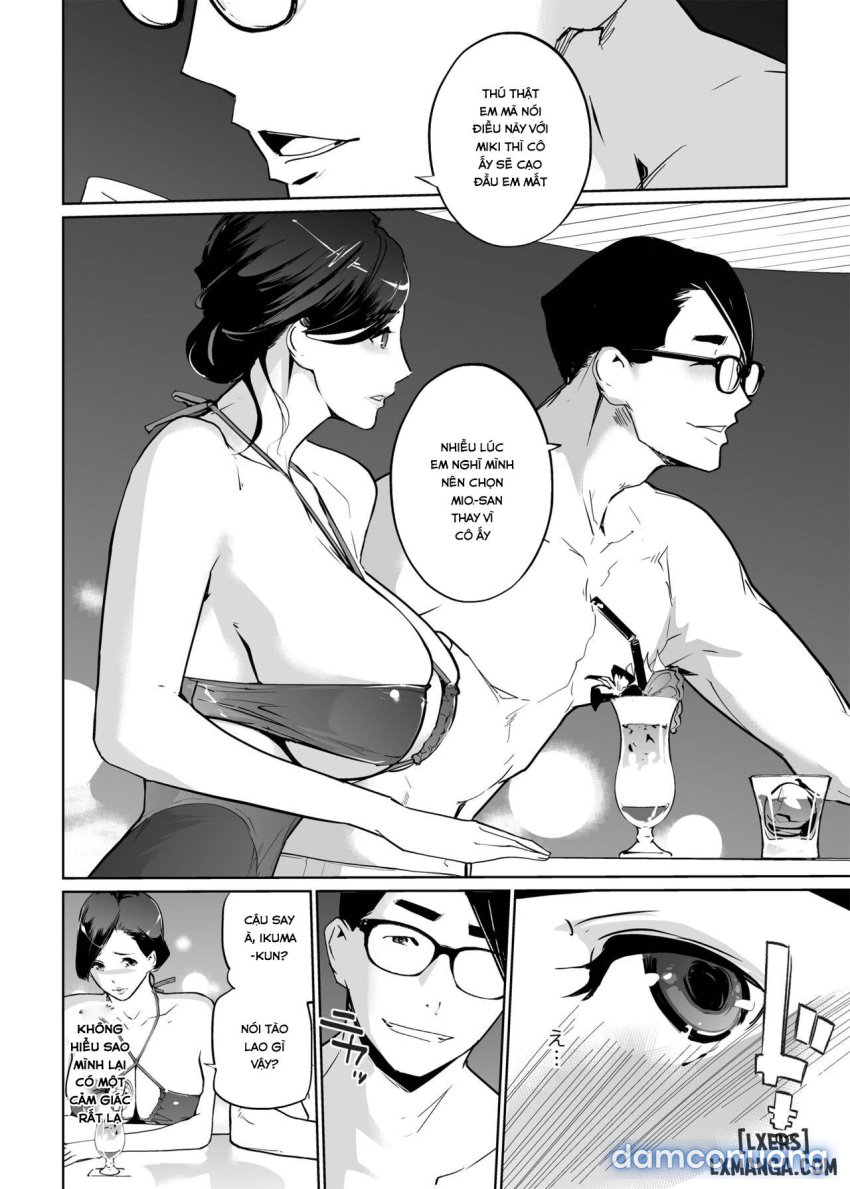 THÚ THẬT
EM MÀ NÓI
ĐIỀU NÀY VỚI
MIKI THÌ CÔ
ẤY SẼ CẠO
ĐẦU EM MẤT
NHIỀU LÚC
EM NGHĨ MÌNH
NÊN CHỌN
MIO-SAN
THAY VÌ
CÔ ẤY
え…
!!
CẬU SAY
À, IKUMA
-KUN?
NÓI TÀO
LAO GÌ
VẬY?
KHÔNG
HIỂU SAO
MÌNH LẠI
CÓ MỘT
CẢM GIÁC
RẤT LẠ
[LXERS]
LXMANGA.COM
damconuong